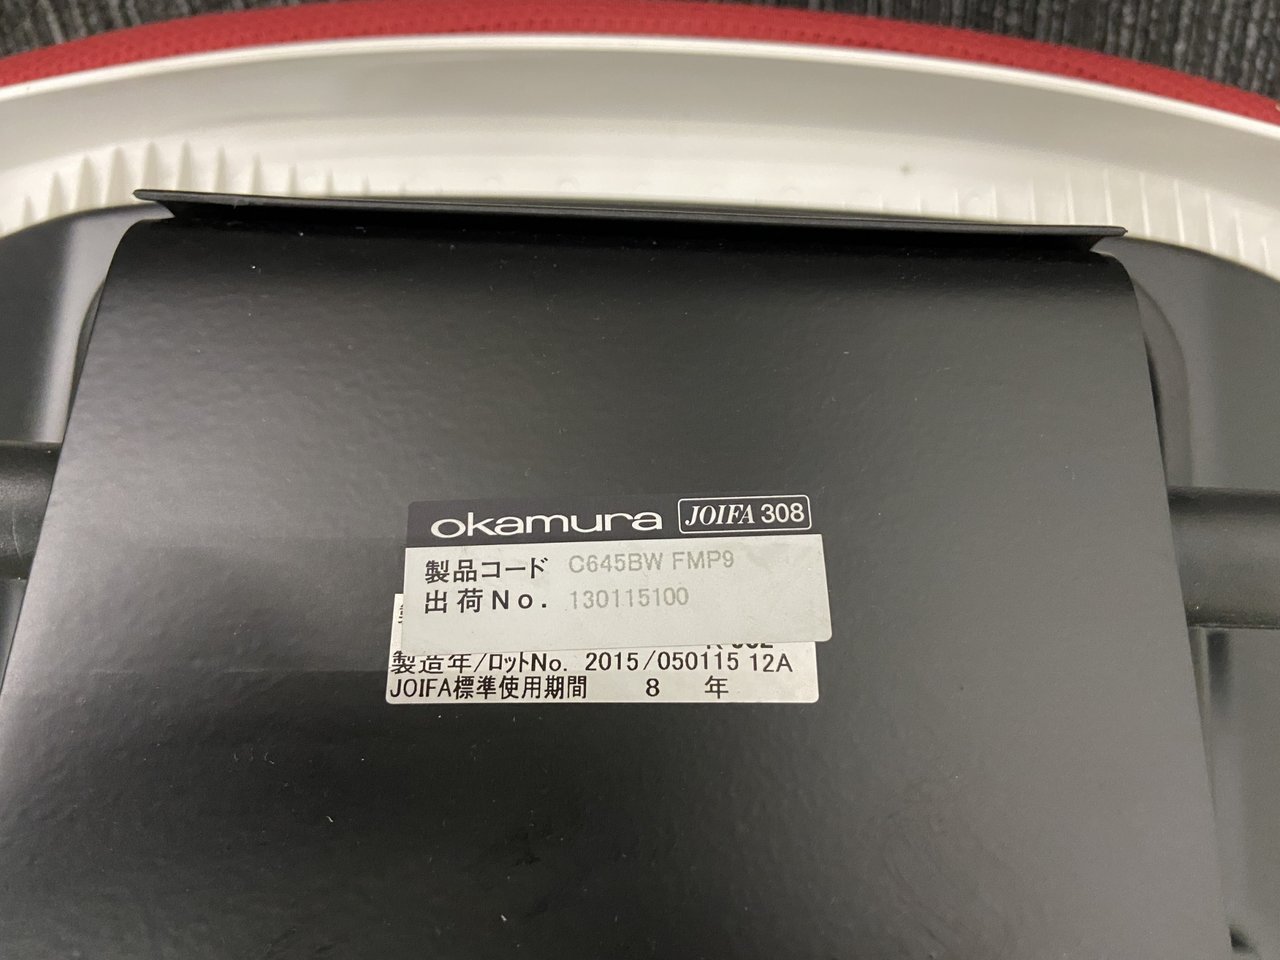 okamura JOIFA 308
製品コード C645BW FMP9
出荷No. 130115100
製造年/ロットNo. 2015/050115 12A
JOIFA標準使用期間 8 年